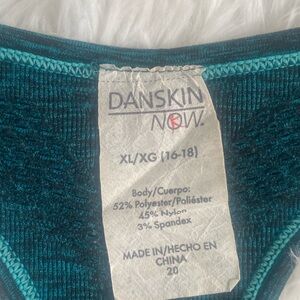 DANSKIN
NOW.
XL/XG (16-18)
Body/Cuerpo:
52% Polyester/Poliéster
45% Nylon
3% Spandex
MADE IN/HECHO EN
CHINA
20